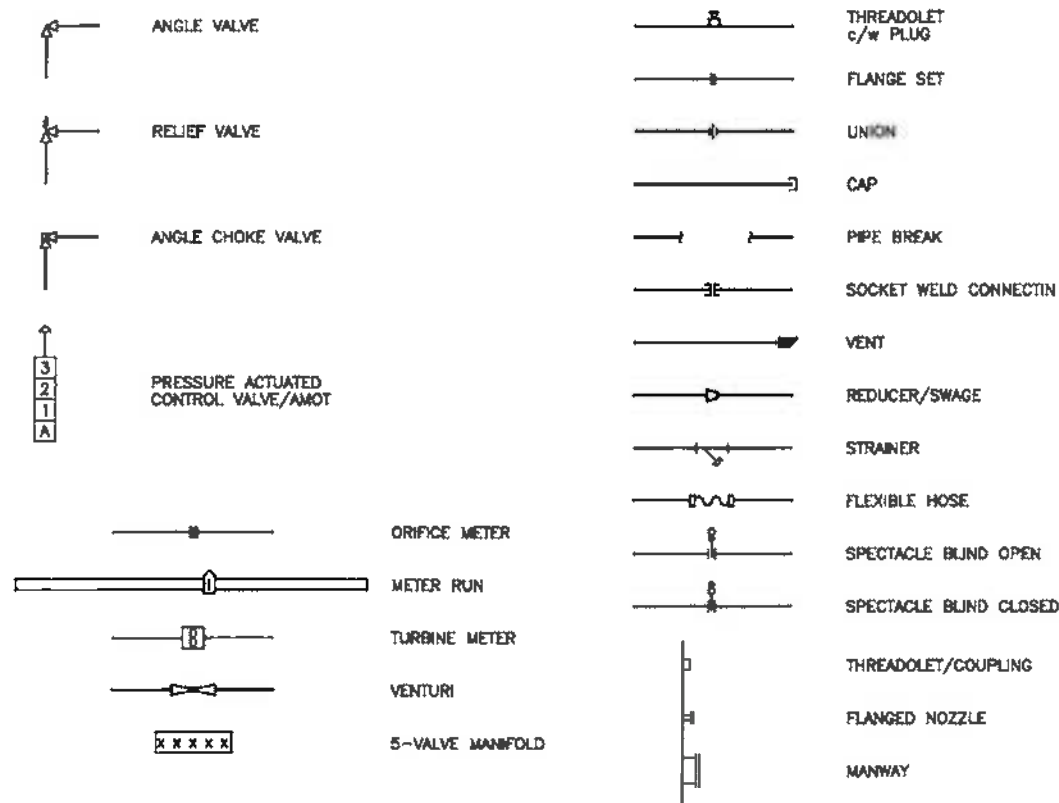 ANGLE VALVE
RELIEF VALVE
ANGLE CHOKE VALVE
3
2
1
A
PRESSURE ACTUATED
CONTROL VALVE/AMOT
ORIFICE METER
METER RUN
TURBINE METER
VENTURI
x x x x x
5-VALVE MANIFOLD
THREADOLET
c/w PLUG
FLANGE SET
UNION
CAP
PIPE BREAK
SOCKET WELD CONNECTIN
VENT
REDUCER/SWAGE
STRAINER
FLEXIBLE HOSE
SPECTACLE BLIND OPEN
SPECTACLE BLIND CLOSED
THREADOLET/COUPLING
FLANGED NOZZLE
MANWAY